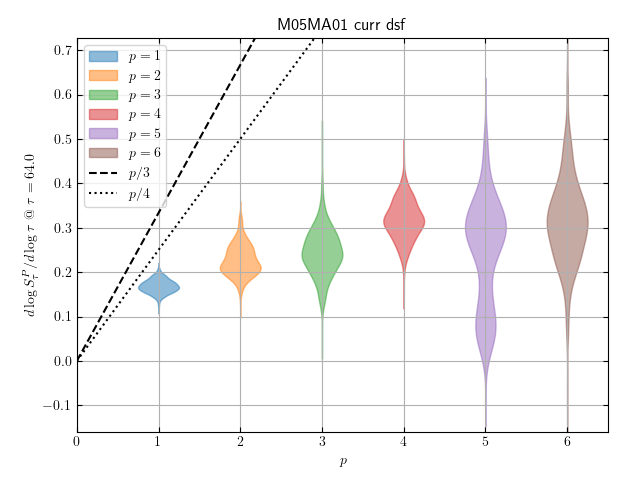 M05MA01 curr dsf
p = 1
p = 2
p = 3
p = 4
p = 5
p = 6
p/3
p/4
0.7
0.6
0.5
0.4
0.3
0.2
0.1
0.0
−0.1
d log S_τ^P / d log τ @ τ = 64.0
0 1 2 3 4 5 6
p